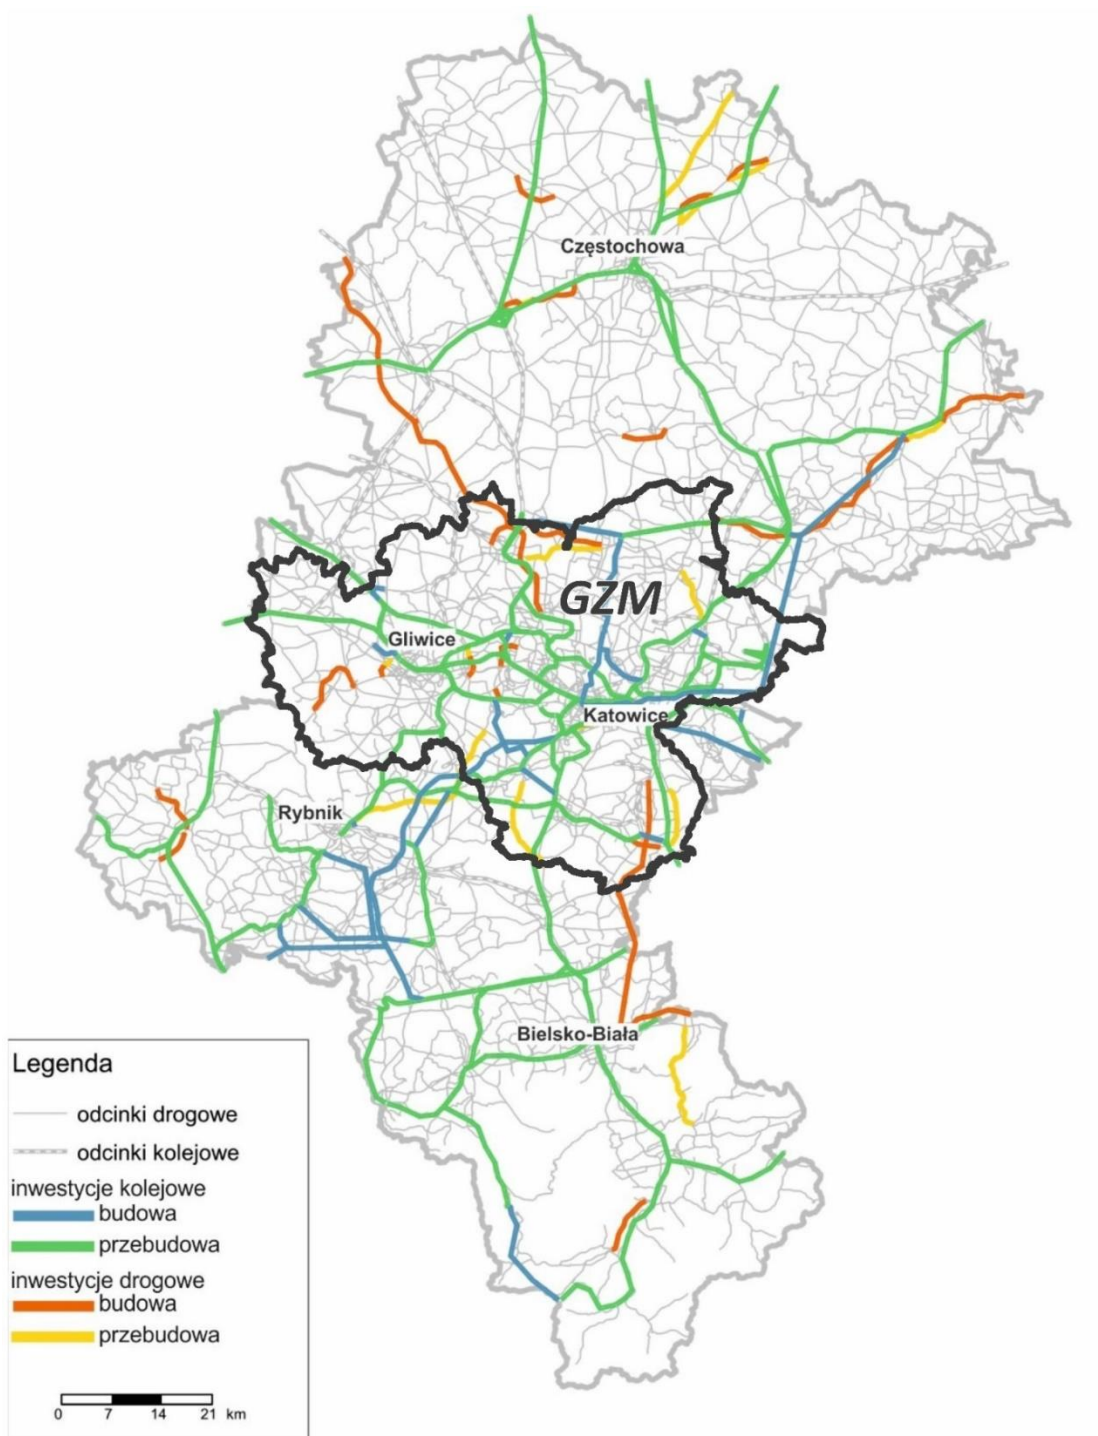 Częstochowa
GZM
Gliwice
Katowice
Rybnik
Bielsko-Biała
Legenda
odcinki drogowe
odcinki kolejowe
inwestycje kolejowe
budowa
przebudowa
inwestycje drogowe
budowa
przebudowa
0 7 14 21 km